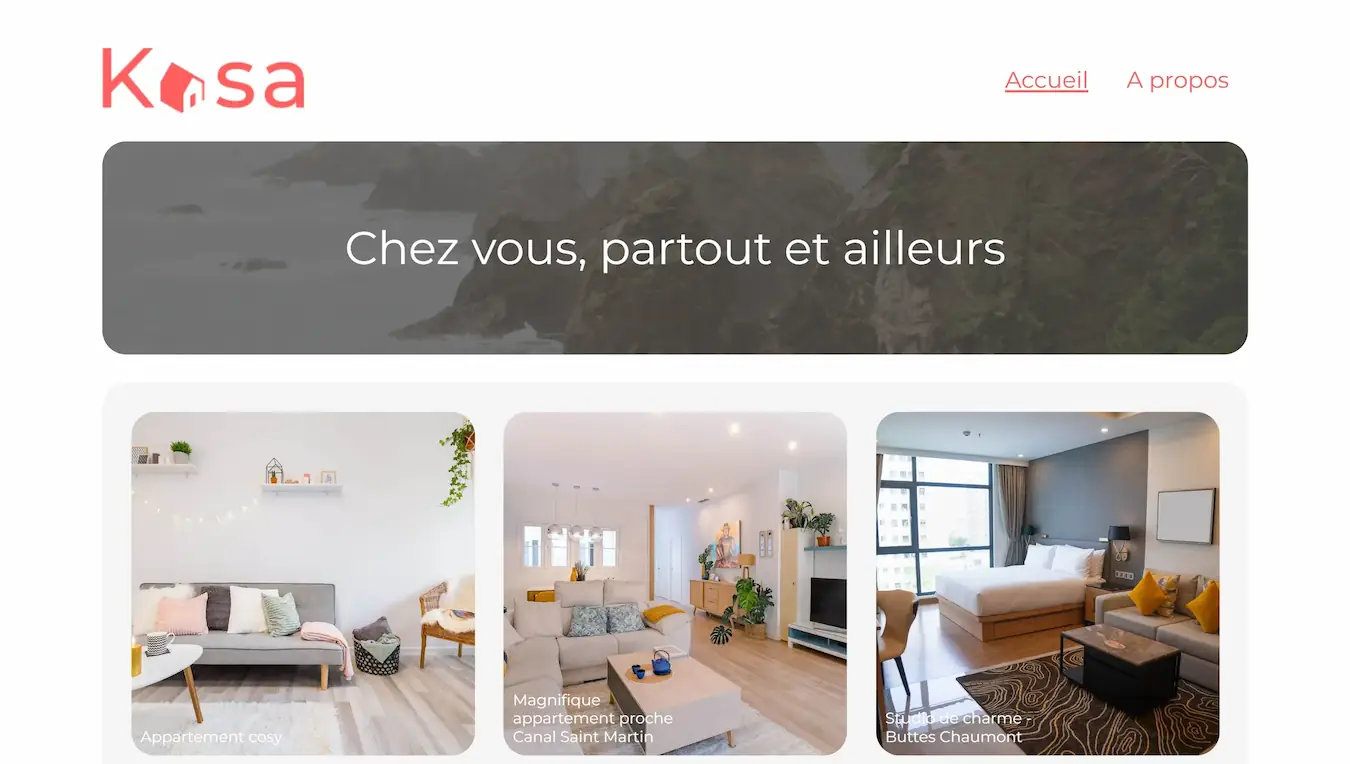 Kasa
Accueil
A propos
Chez vous, partout et ailleurs
Appartement cosy
Magnifique
appartement proche
Canal Saint Martin
Studio de charme -
Buttes Chaumont